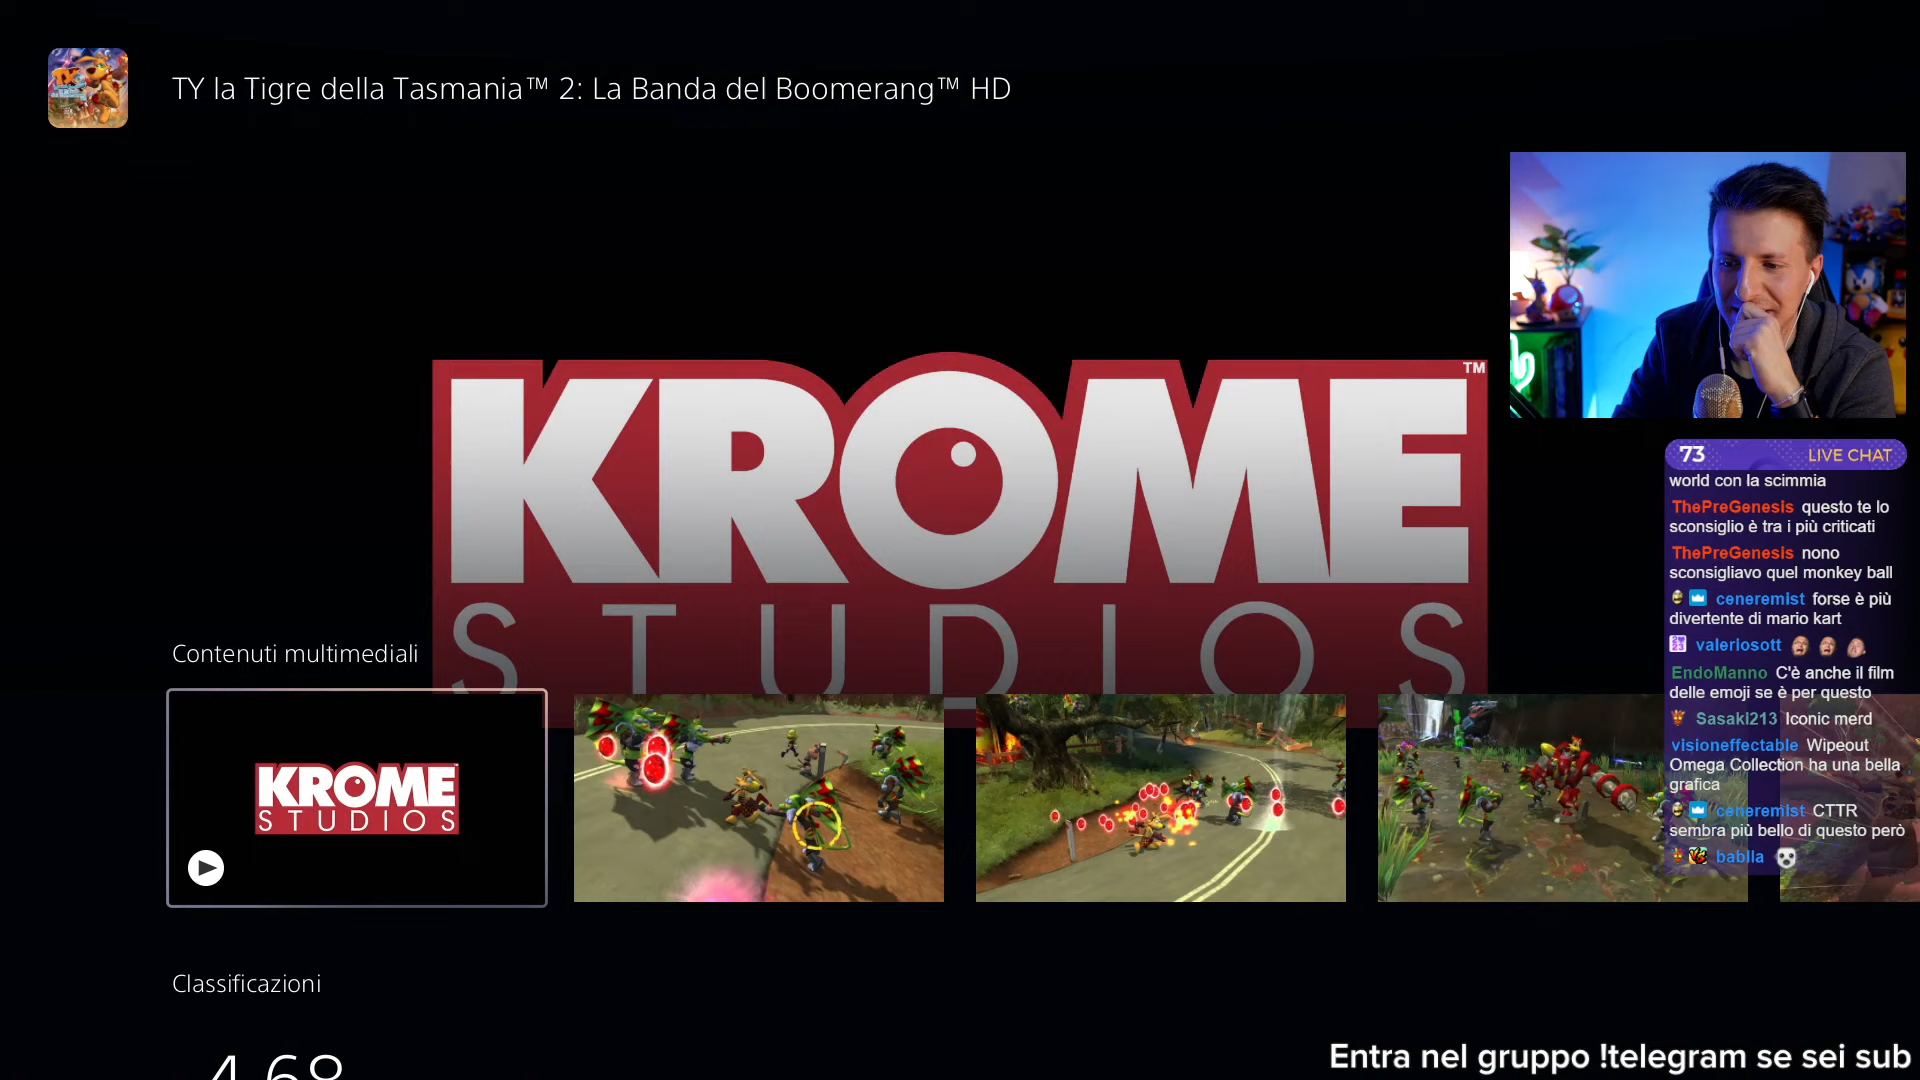 TY la Tigre della Tasmania™ 2: La Banda del Boomerang™ HD
KROME™
STUDIOS
73 LIVE CHAT
world con la scimmia
ThePreGenesis questo te lo
sconsiglio è tra i più criticati
ThePreGenesis nono
sconsigliavo quel monkey ball
ceneremist forse è più
divertente di mario kart
valeriosott
EndoManno C'è anche il film
delle emoji se è per questo
Sasaki213 Iconic merd
visioneffectable Wipeout
Omega Collection ha una bella
grafica
ceneremist CTTR
sembra più bello di questo però
bablla
Contenuti multimediali
KROME
STUDIOS
Classificazioni
4.68
Entra nel gruppo !telegram se sei sub